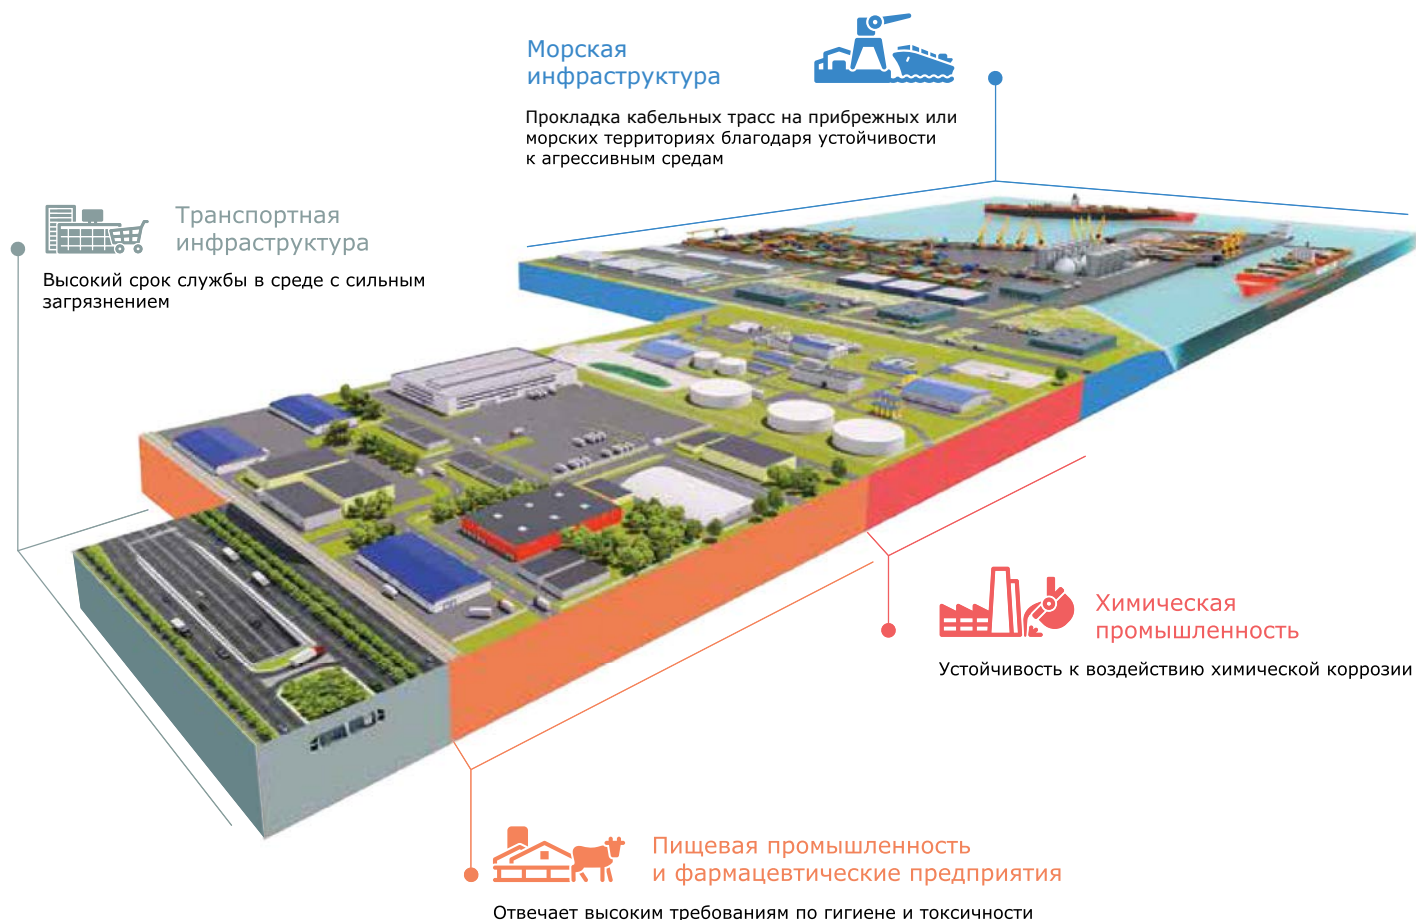 Морская
инфраструктура
Прокладка кабельных трасс на прибрежных или
морских территориях благодаря устойчивости
к агрессивным средам
Транспортная
инфраструктура
Высокий срок службы в среде с сильным
загрязнением
Химическая
промышленность
Устойчивость к воздействию химической коррозии
Пищевая промышленность
и фармацевтические предприятия
Отвечает высоким требованиям по гигиене и токсичности